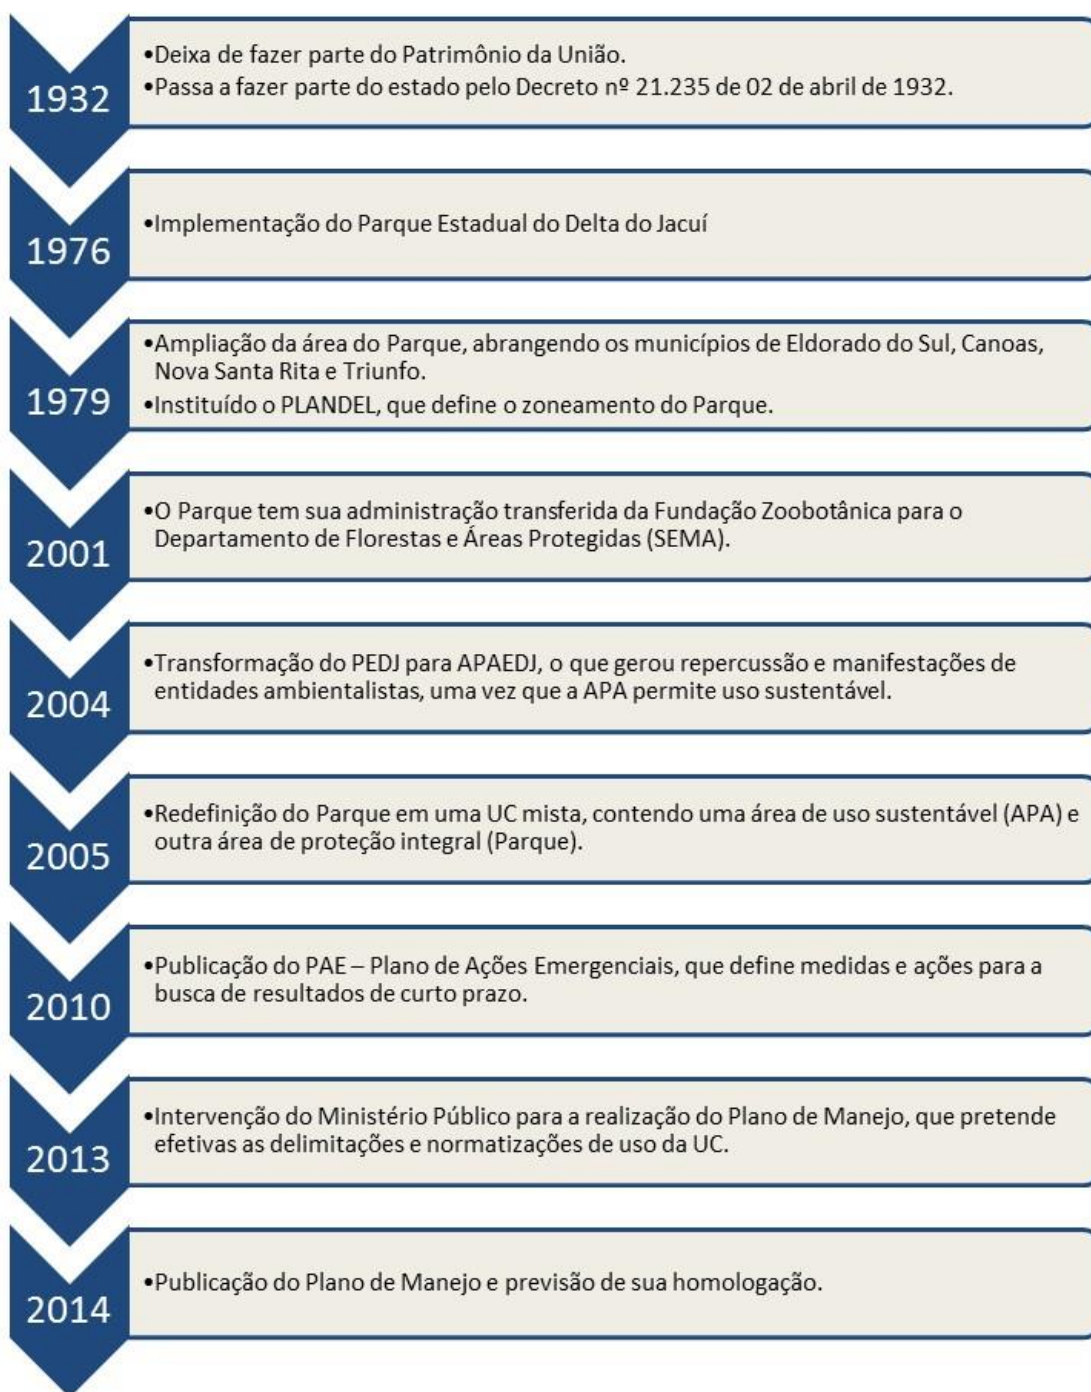 1932
•Deixa de fazer parte do Patrimônio da União.
•Passa a fazer parte do estado pelo Decreto nº 21.235 de 02 de abril de 1932.
1976
•Implementação do Parque Estadual do Delta do Jacuí
1979
•Ampliação da área do Parque, abrangendo os municípios de Eldorado do Sul, Canoas,
Nova Santa Rita e Triunfo.
•Instituído o PLANDEL, que define o zoneamento do Parque.
2001
•O Parque tem sua administração transferida da Fundação Zoobotânica para o
Departamento de Florestas e Áreas Protegidas (SEMA).
2004
•Transformação do PEDJ para APAEDJ, o que gerou repercussão e manifestações de
entidades ambientalistas, uma vez que a APA permite uso sustentável.
2005
•Redefinição do Parque em uma UC mista, contendo uma área de uso sustentável (APA) e
outra área de proteção integral (Parque).
2010
•Publicação do PAE – Plano de Ações Emergenciais, que define medidas e ações para a
busca de resultados de curto prazo.
2013
•Intervenção do Ministério Público para a realização do Plano de Manejo, que pretende
efetivas as delimitações e normatizações de uso da UC.
2014
•Publicação do Plano de Manejo e previsão de sua homologação.